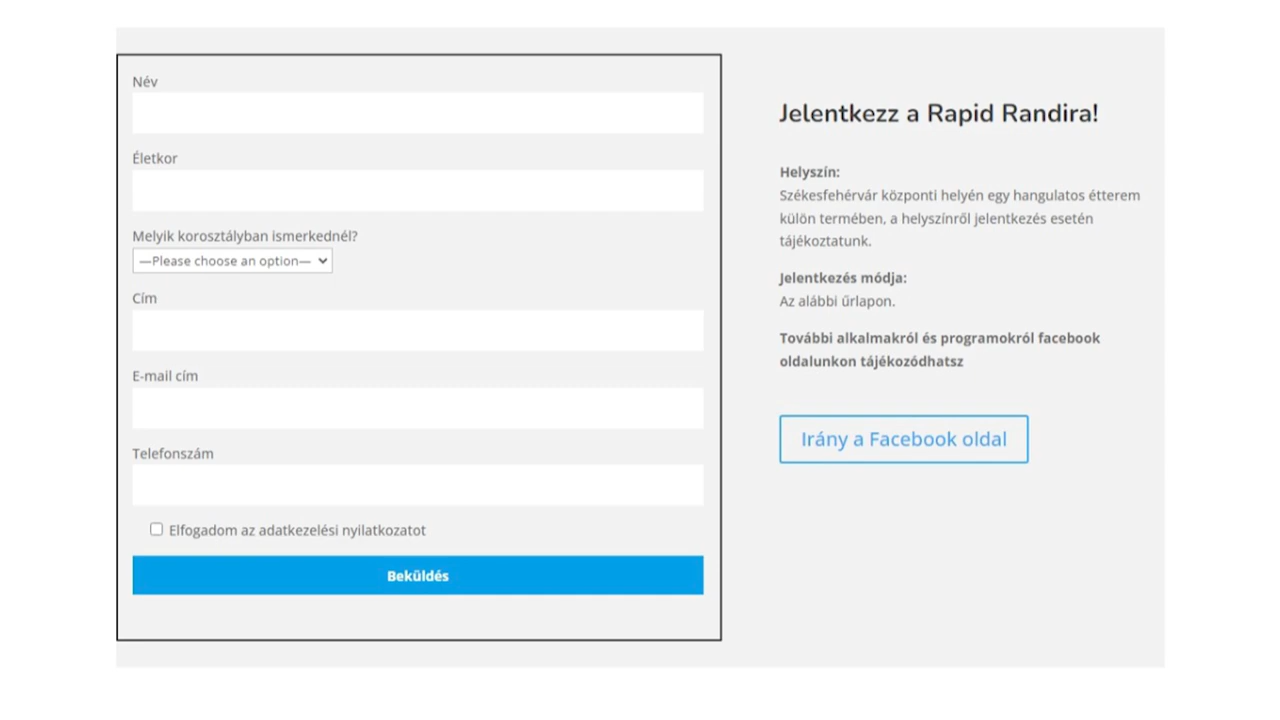 Név
Életkor
Melyik korosztályban ismerkednél?
—Please choose an option—
Cím
E-mail cím
Telefonszám
Elfogadom az adatkezelési nyilatkozatot
Beküldés
Jelentkezz a Rapid Randira!
Helyszín:
Székesfehérvár központi helyén egy hangulatos étterem
külön termében, a helyszínről jelentkezés esetén
tájékoztatunk.
Jelentkezés módja:
Az alábbi űrlapon.
További alkalmakról és programokról facebook
oldalunkon tájékozódhatsz
Irány a Facebook oldal